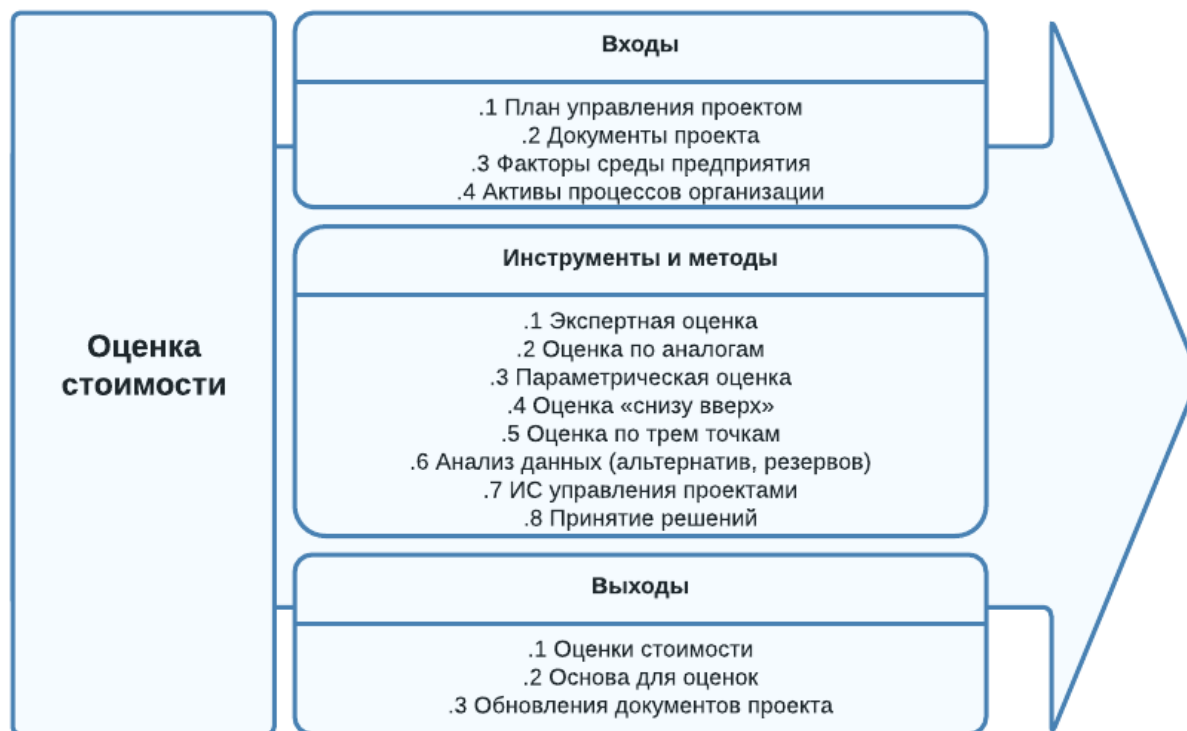 Оценка
стоимости
Входы
.1 План управления проектом
.2 Документы проекта
.3 Факторы среды предприятия
.4 Активы процессов организации
Инструменты и методы
.1 Экспертная оценка
.2 Оценка по аналогам
.3 Параметрическая оценка
.4 Оценка «снизу вверх»
.5 Оценка по трем точкам
.6 Анализ данных (альтернатив, резервов)
.7 ИС управления проектами
.8 Принятие решений
Выходы
.1 Оценки стоимости
.2 Основа для оценок
.3 Обновления документов проекта